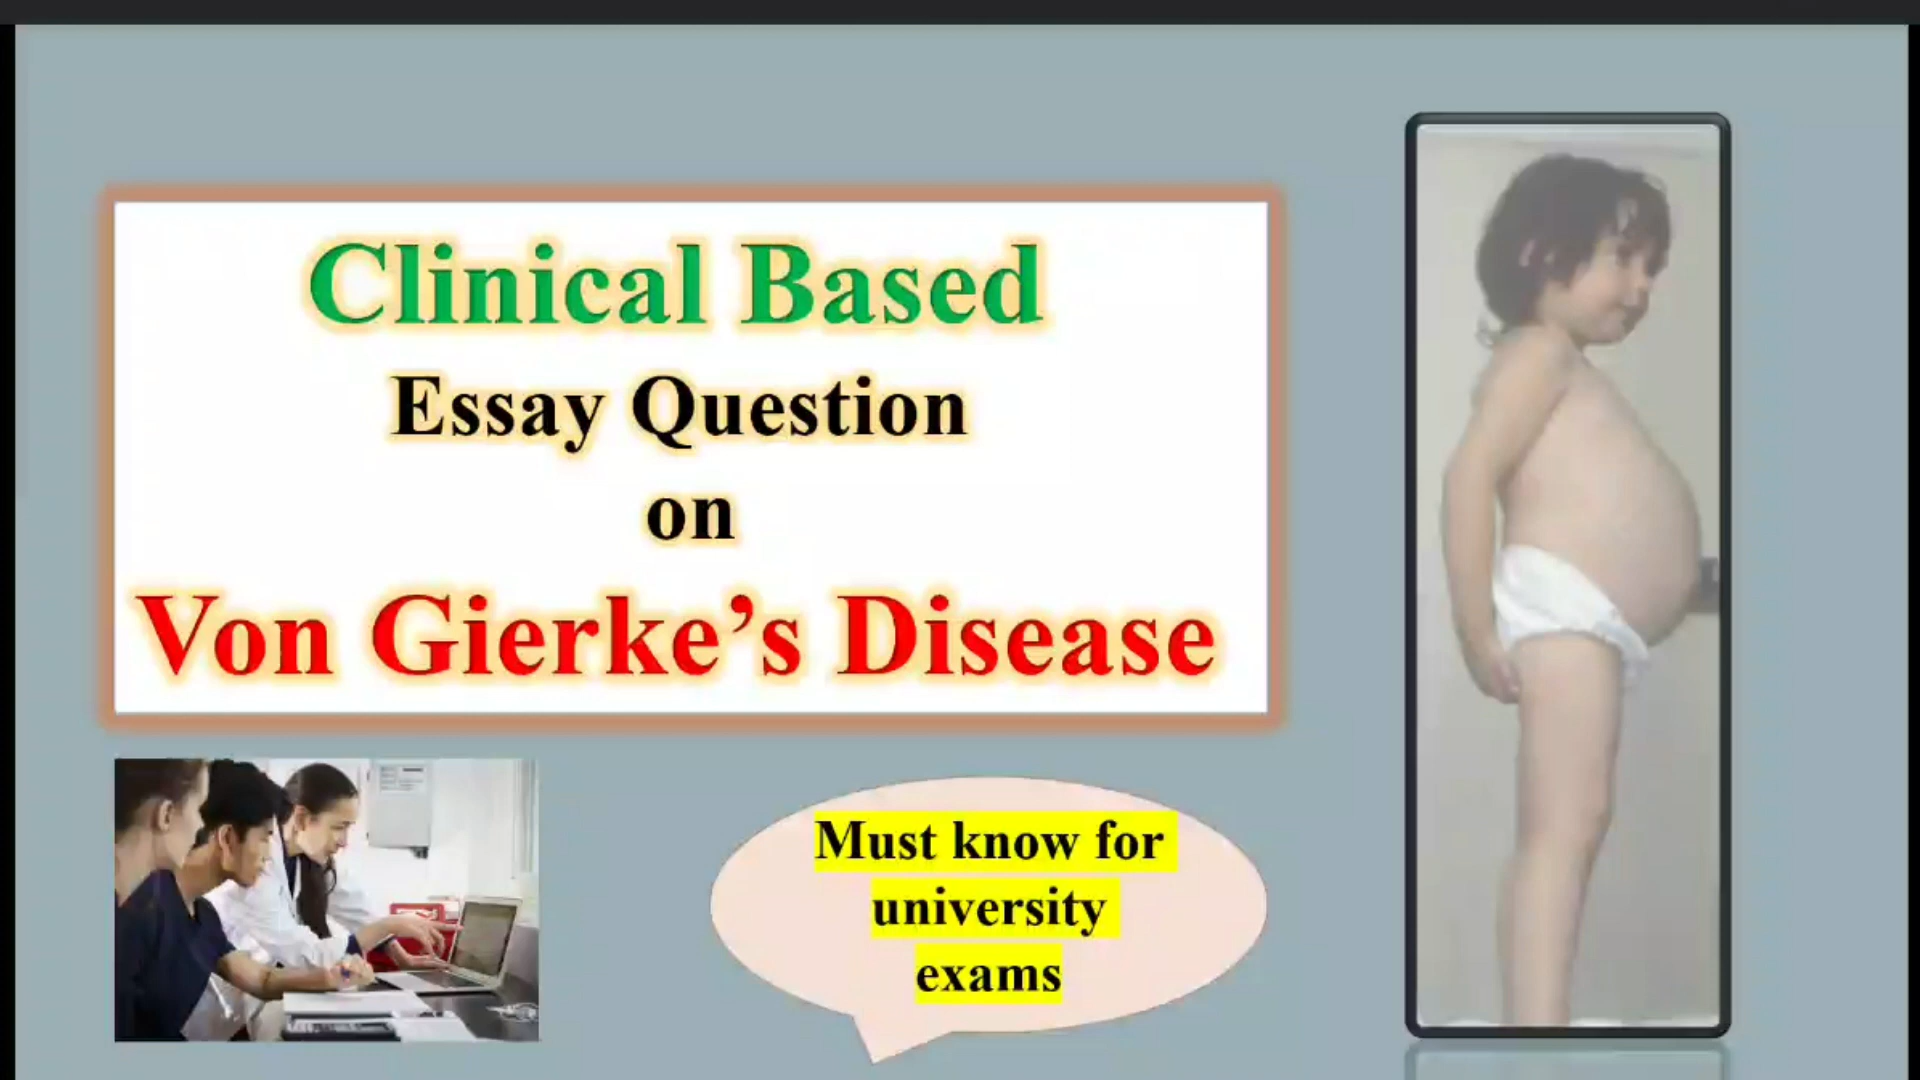 Clinical Based
Essay Question
on
Von Gierke’s Disease
Must know for
university
exams